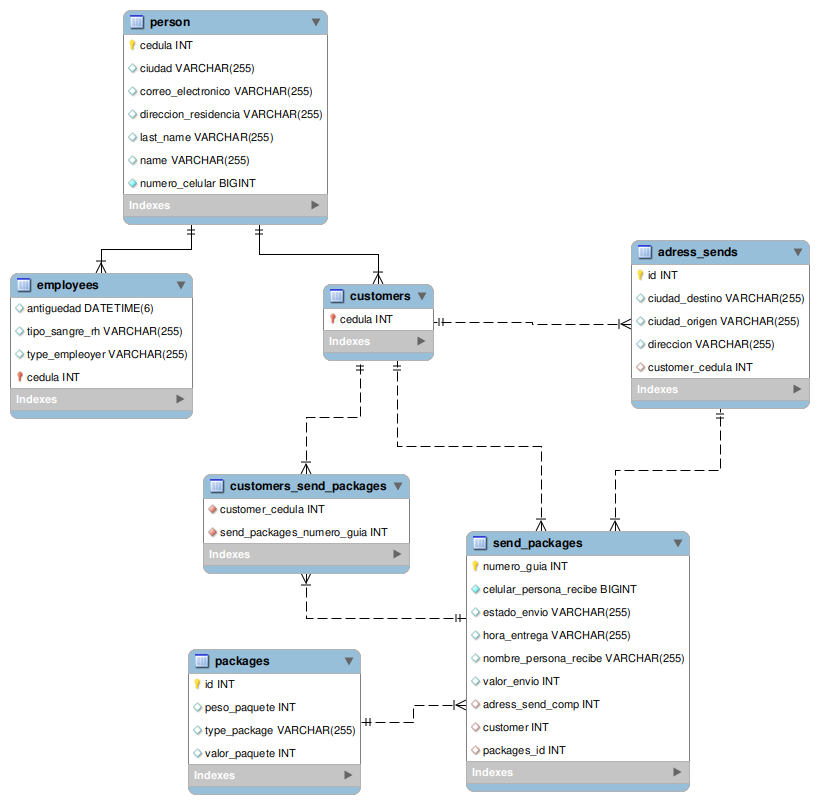 person
cedula INT
ciudad VARCHAR(255)
correo_electronico VARCHAR(255)
direccion_residencia VARCHAR(255)
last_name VARCHAR(255)
name VARCHAR(255)
numero_celular BIGINT
Indexes
employees
antiguedad DATETIME(6)
tipo_sangre_rh VARCHAR(255)
type_empleoyer VARCHAR(255)
cedula INT
Indexes
customers
cedula INT
Indexes
adress_sends
id INT
ciudad_destino VARCHAR(255)
ciudad_origen VARCHAR(255)
direccion VARCHAR(255)
customer_cedula INT
Indexes
customers_send_packages
customer_cedula INT
send_packages_numero_guia INT
Indexes
send_packages
numero_guia INT
celular_persona_recibe BIGINT
estado_envio VARCHAR(255)
hora_entrega VARCHAR(255)
nombre_persona_recibe VARCHAR(255)
valor_envio INT
adress_send_comp INT
customer INT
packages_id INT
Indexes
packages
id INT
peso_paquete INT
type_package VARCHAR(255)
valor_paquete INT
Indexes